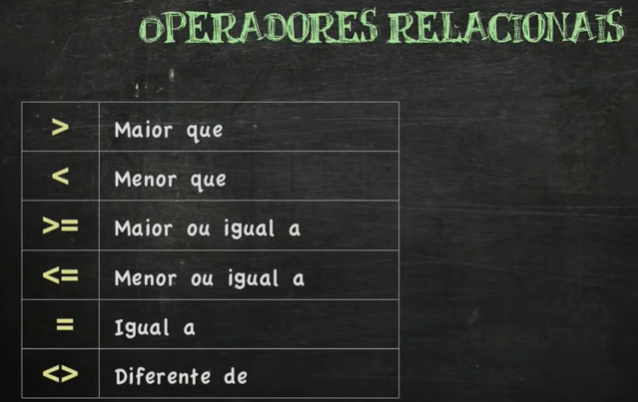 OPERADORES RELACIONAIS
> Maior que
< Menor que
>= Maior ou igual a
<= Menor ou igual a
= Igual a
<> Diferente de